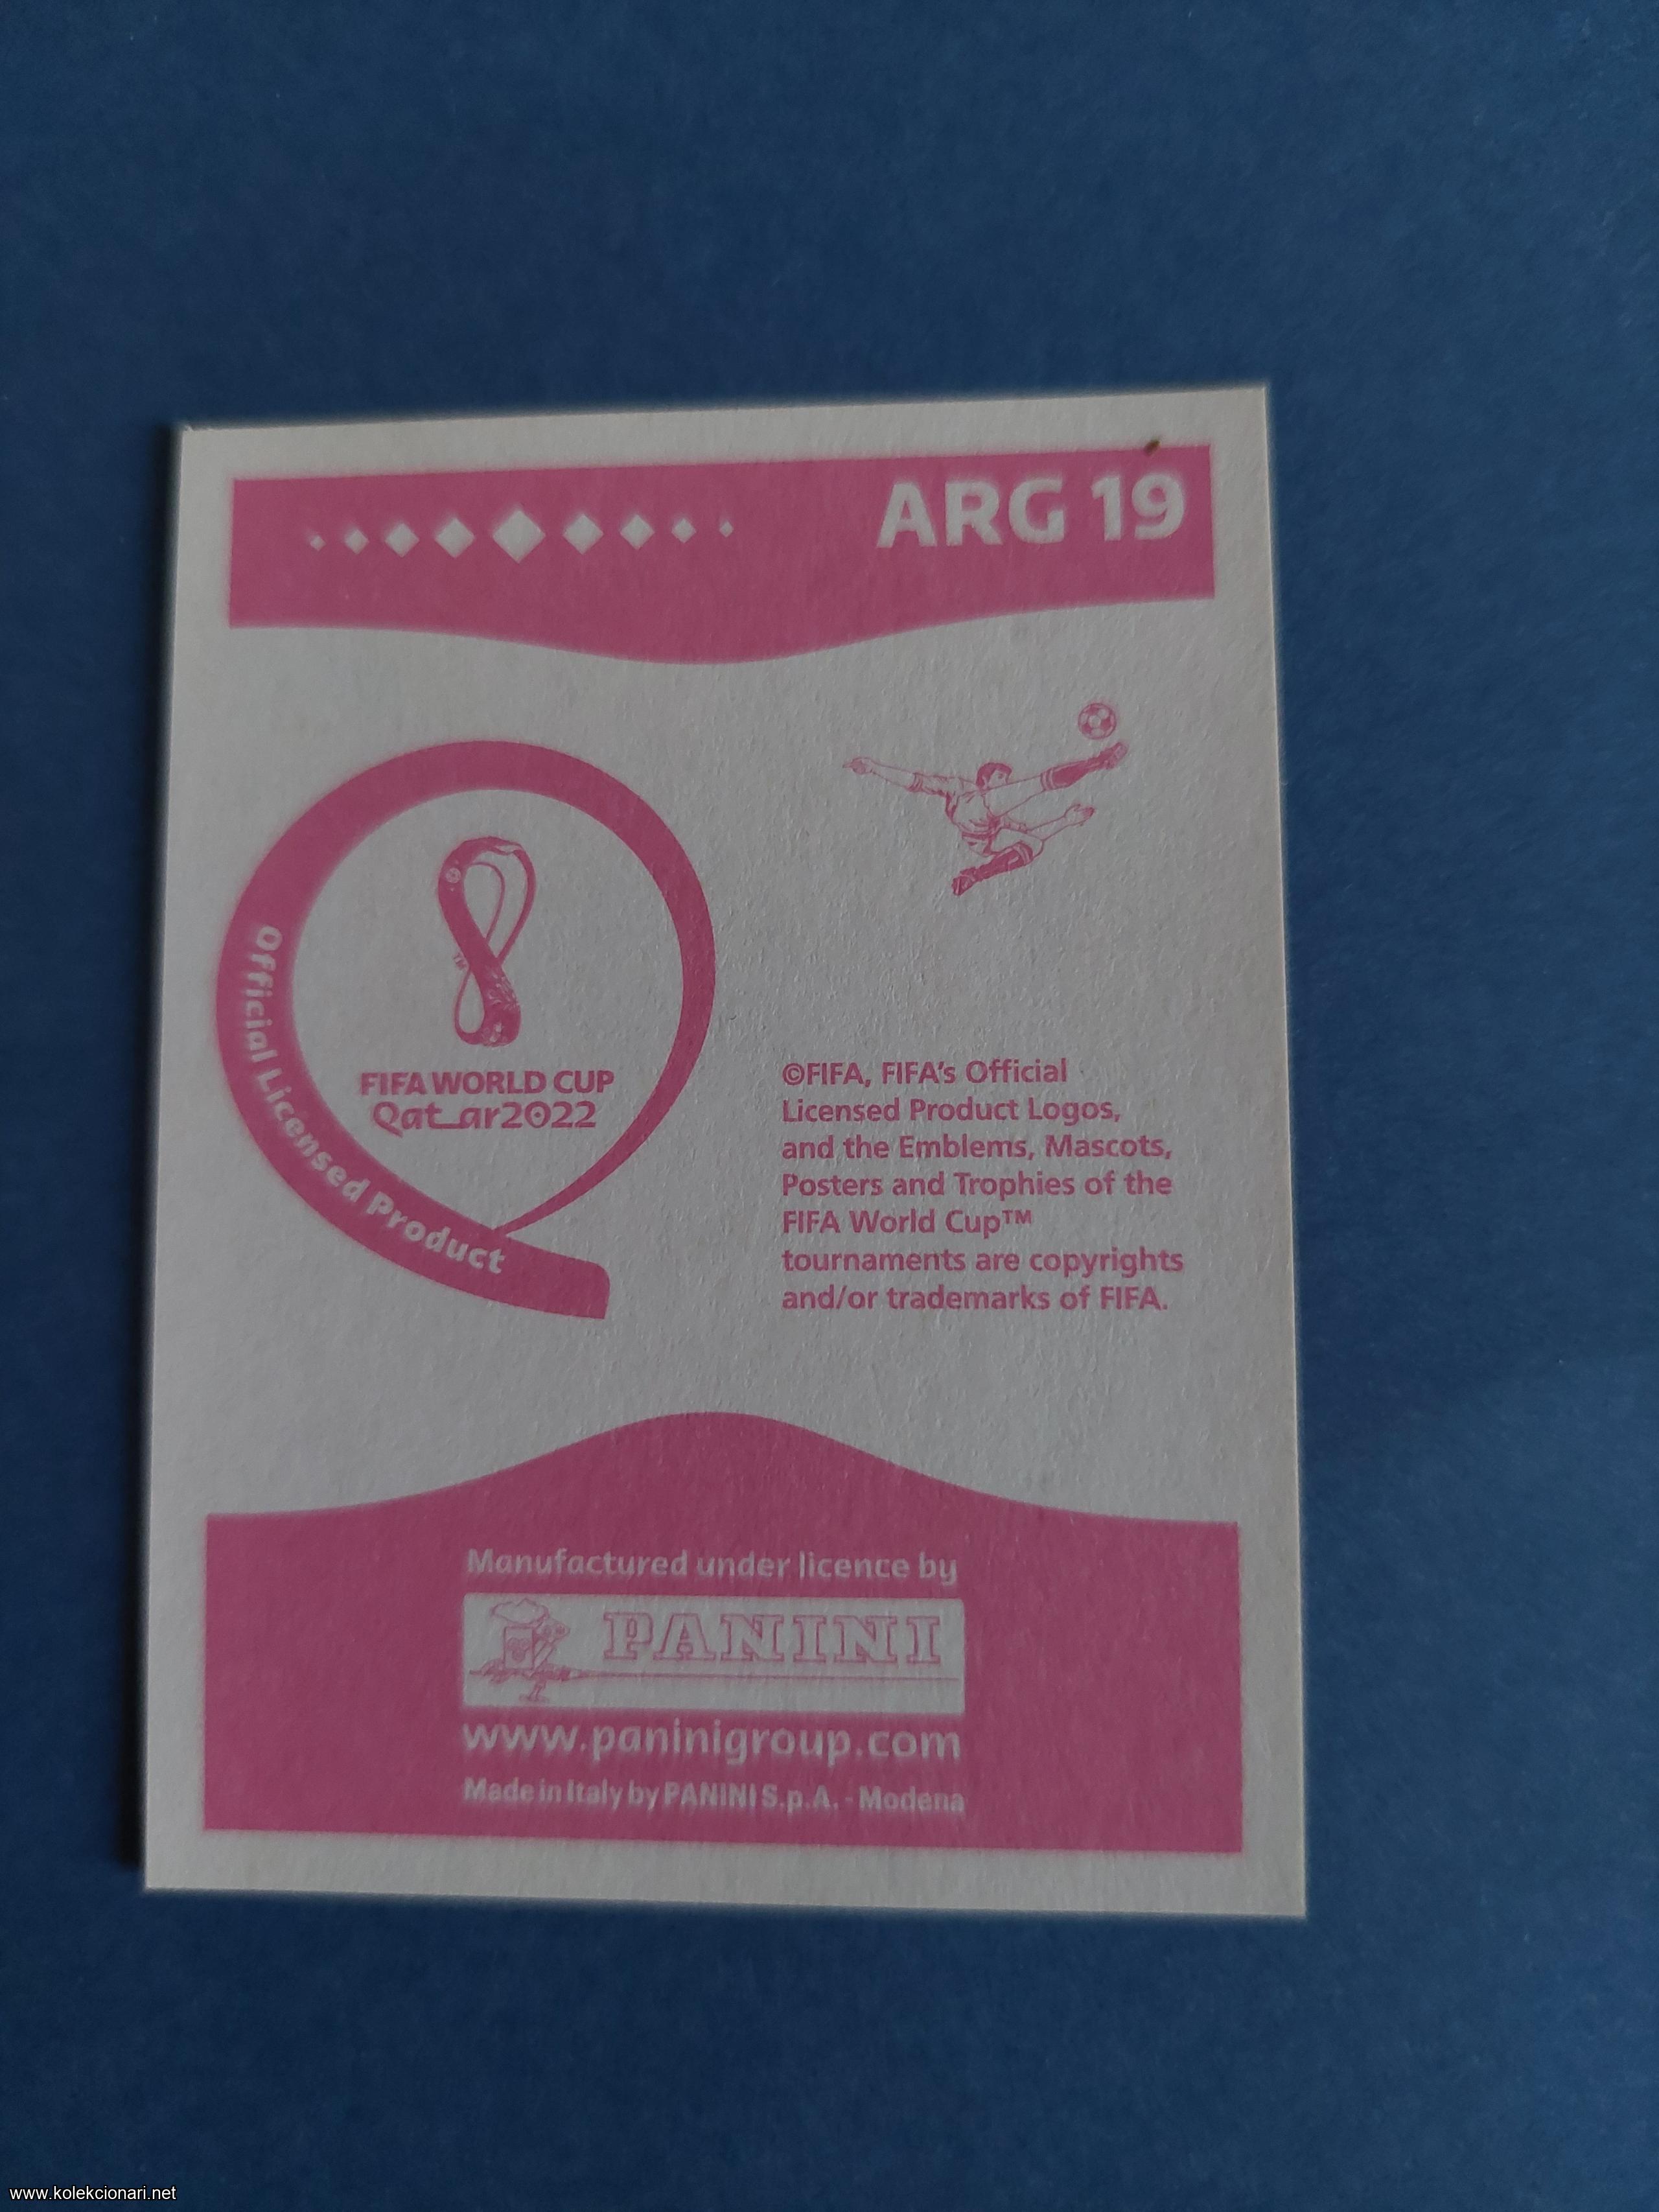 ARG 19
Official Licensed Product
FIFA WORLD CUP
Qatar2022
TM
©FIFA, FIFA's Official
Licensed Product Logos,
and the Emblems, Mascots,
Posters and Trophies of the
FIFA World Cup™
tournaments are copyrights
and/or trademarks of FIFA.
Manufactured under licence by
PANINI
www.paninigroup.com
Made in Italy by PANINI S.p.A. - Modena
www.kolekcionari.net